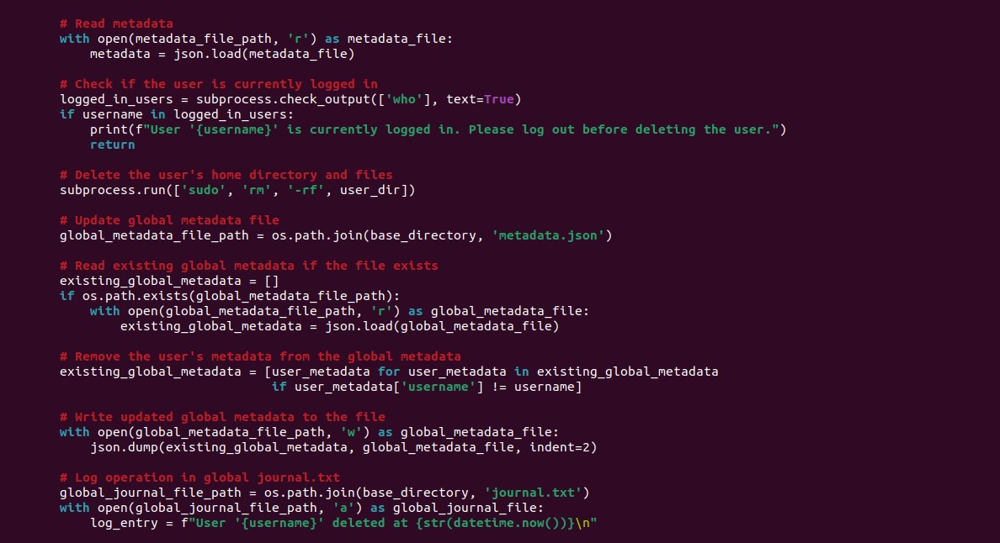 # Read metadata
with open(metadata_file_path, 'r') as metadata_file:
    metadata = json.load(metadata_file)

# Check if the user is currently logged in
logged_in_users = subprocess.check_output(['who'], text=True)
if username in logged_in_users:
    print(f"User '{username}' is currently logged in. Please log out before deleting the user.")
    return

# Delete the user's home directory and files
subprocess.run(['sudo', 'rm', '-rf', user_dir])

# Update global metadata file
global_metadata_file_path = os.path.join(base_directory, 'metadata.json')

# Read existing global metadata if the file exists
existing_global_metadata = []
if os.path.exists(global_metadata_file_path):
    with open(global_metadata_file_path, 'r') as global_metadata_file:
        existing_global_metadata = json.load(global_metadata_file)

# Remove the user's metadata from the global metadata
existing_global_metadata = [user_metadata for user_metadata in existing_global_metadata
                            if user_metadata['username'] != username]

# Write updated global metadata to the file
with open(global_metadata_file_path, 'w') as global_metadata_file:
    json.dump(existing_global_metadata, global_metadata_file, indent=2)

# Log operation in global journal.txt
global_journal_file_path = os.path.join(base_directory, 'journal.txt')
with open(global_journal_file_path, 'a') as global_journal_file:
    log_entry = f"User '{username}' deleted at {str(datetime.now())}\n"